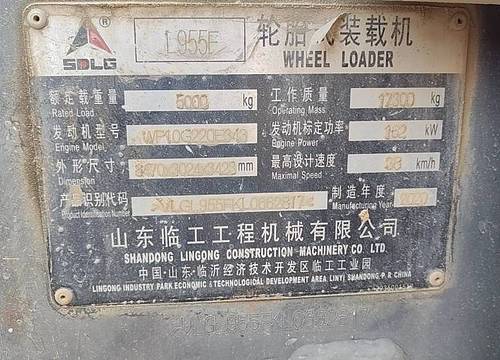 SDLG ®
L955F
轮胎式装载机
WHEEL LOADER
额定载重量 5000 kg
Rated Load
工作质量 17300 kg
Operating Mass
发动机型号
Engine Model
发动机标定功率 162 kW
Engine Power
外形尺寸 mm
Dimension
最高设计速度 38 km/h
Maximal Speed
产品识别代码
Product Identification Number
制造年度
Manufacturing Year
山东临工工程机械有限公司
SHANDONG LINGONG CONSTRUCTION MACHINERY CO LTD.
中国·山东·临沂经济技术开发区临工工业园
LINGONG INDUSTRY PARK ECONOMIC & TECHNOLOGICAL DEVELOPMENT AREA LINYI SHANDONG, P. R. CHINA